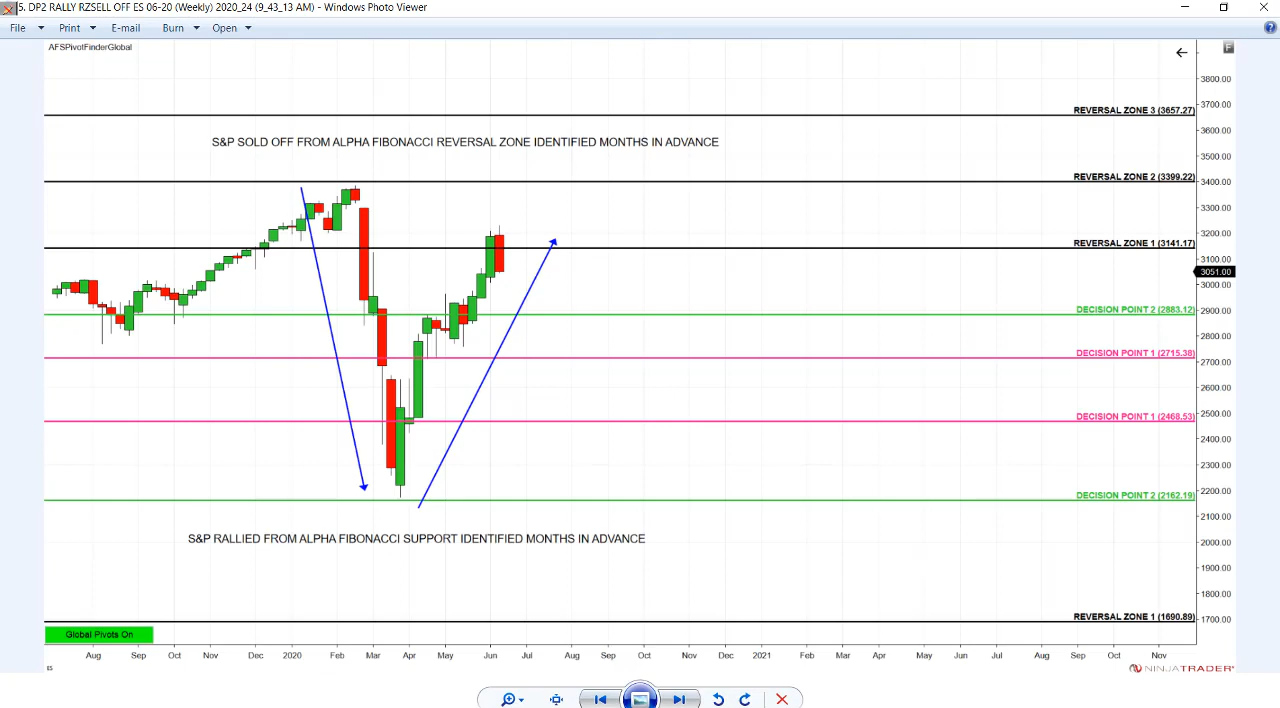 5. DP2 RALLY RZSELL OFF ES 06-20 (Weekly) 2020_24 (9_43_13 AM) - Windows Photo Viewer
File Print E-mail Burn Open
AFSPivotFinderGlobal
F
3800.00
REVERSAL ZONE 3 (3657.27)
3700.00
3600.00
S&P SOLD OFF FROM ALPHA FIBONACCI REVERSAL ZONE IDENTIFIED MONTHS IN ADVANCE
3500.00
REVERSAL ZONE 2 (3399.22)
3400.00
3300.00
3200.00
REVERSAL ZONE 1 (3141.17)
3100.00
3051.00
3000.00
DECISION POINT 2 (2883.12)
2900.00
2800.00
DECISION POINT 1 (2715.38)
2700.00
2600.00
2500.00
DECISION POINT 1 (2468.53)
2400.00
2300.00
2200.00
DECISION POINT 2 (2162.19)
2100.00
S&P RALLIED FROM ALPHA FIBONACCI SUPPORT IDENTIFIED MONTHS IN ADVANCE
2000.00
1900.00
1800.00
REVERSAL ZONE 1 (1690.89)
1700.00
Global Pivots On
Aug Sep Oct Nov Dec 2020 Feb Mar Apr May Jun Jul Aug Sep Oct Nov Dec 2021 Feb Mar Apr May Jun Jul Aug Sep Oct Nov
NINJATRADER